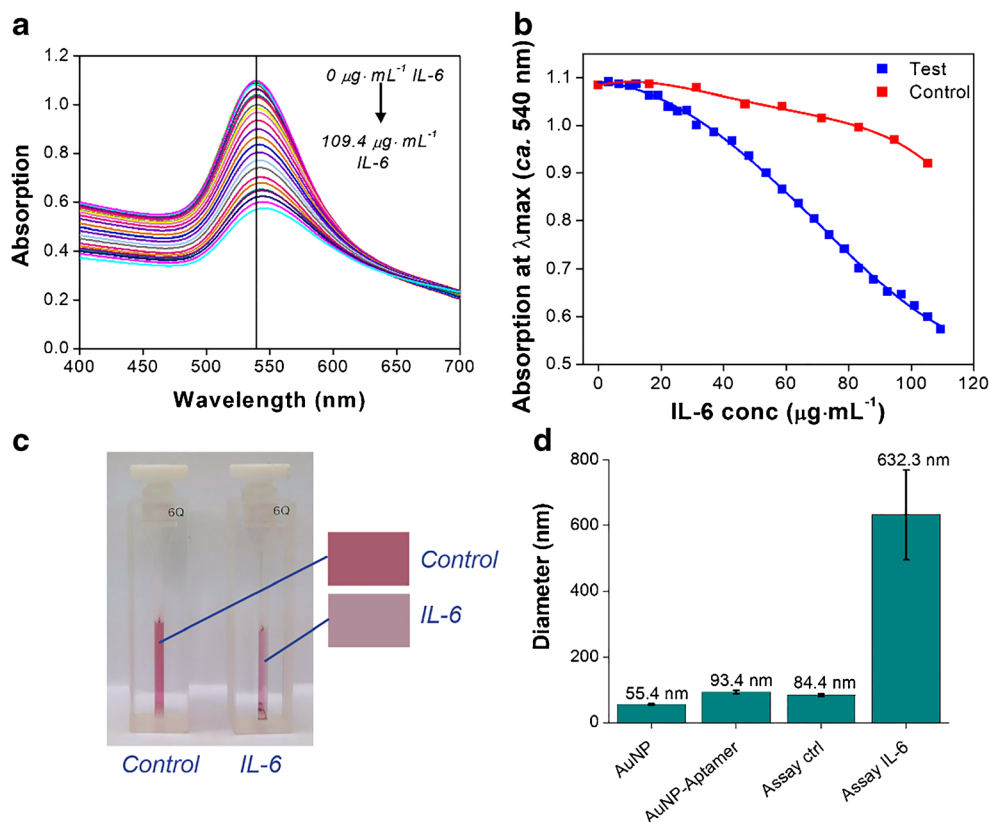 a
1.2
1.0
0.8
0.6
0.4
0.2
0.0
400
450
500
550
600
650
700
Absorption
Wavelength (nm)
0 μg· mL⁻¹ IL-6
109.4 μg· mL⁻¹
IL-6
b
1.1
1.0
0.9
0.8
0.7
0.6
0.5
0
20
40
60
80
100
120
Absorption at λmax (ca. 540 nm)
IL-6 conc (μg·mL⁻¹)
Test
Control
c
6Q
6Q
Control
IL-6
Control
IL-6
d
800
600
400
200
0
Diameter (nm)
55.4 nm
93.4 nm
84.4 nm
632.3 nm
AuNP
AuNP-Aptamer
Assay ctrl
Assay IL-6